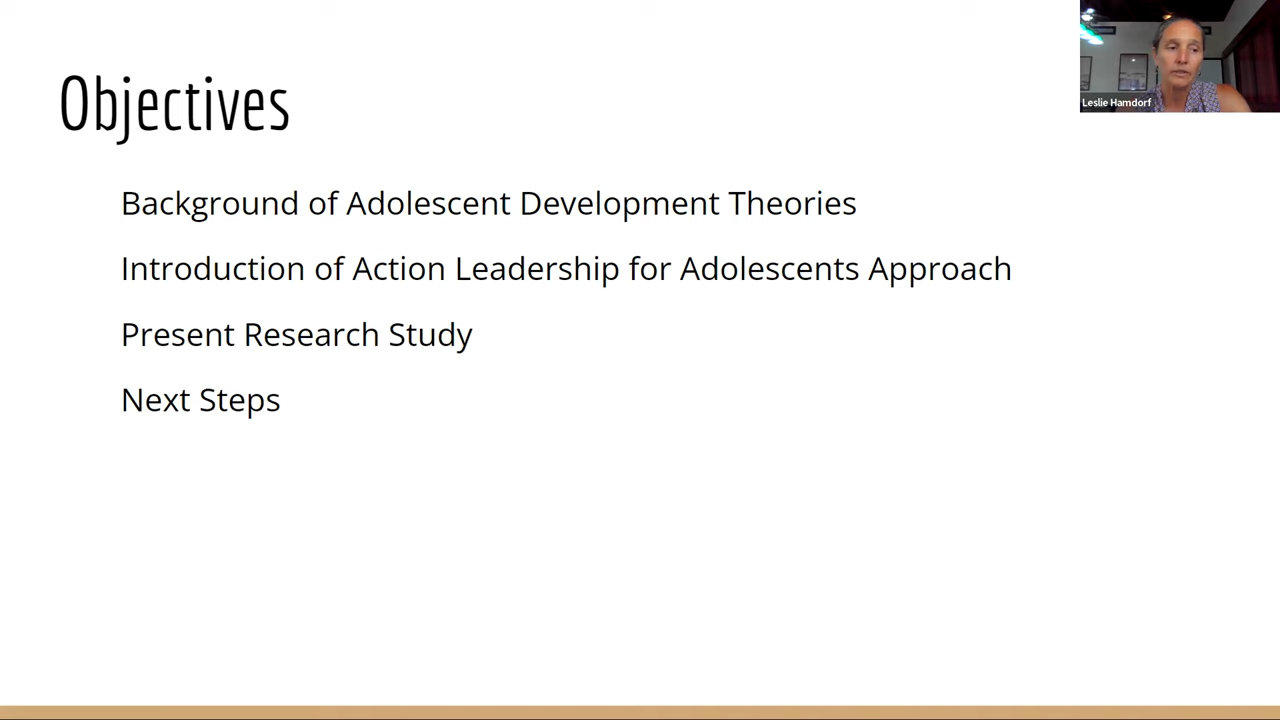 Objectives
Leslie Hamdorf
Background of Adolescent Development Theories
Introduction of Action Leadership for Adolescents Approach
Present Research Study
Next Steps